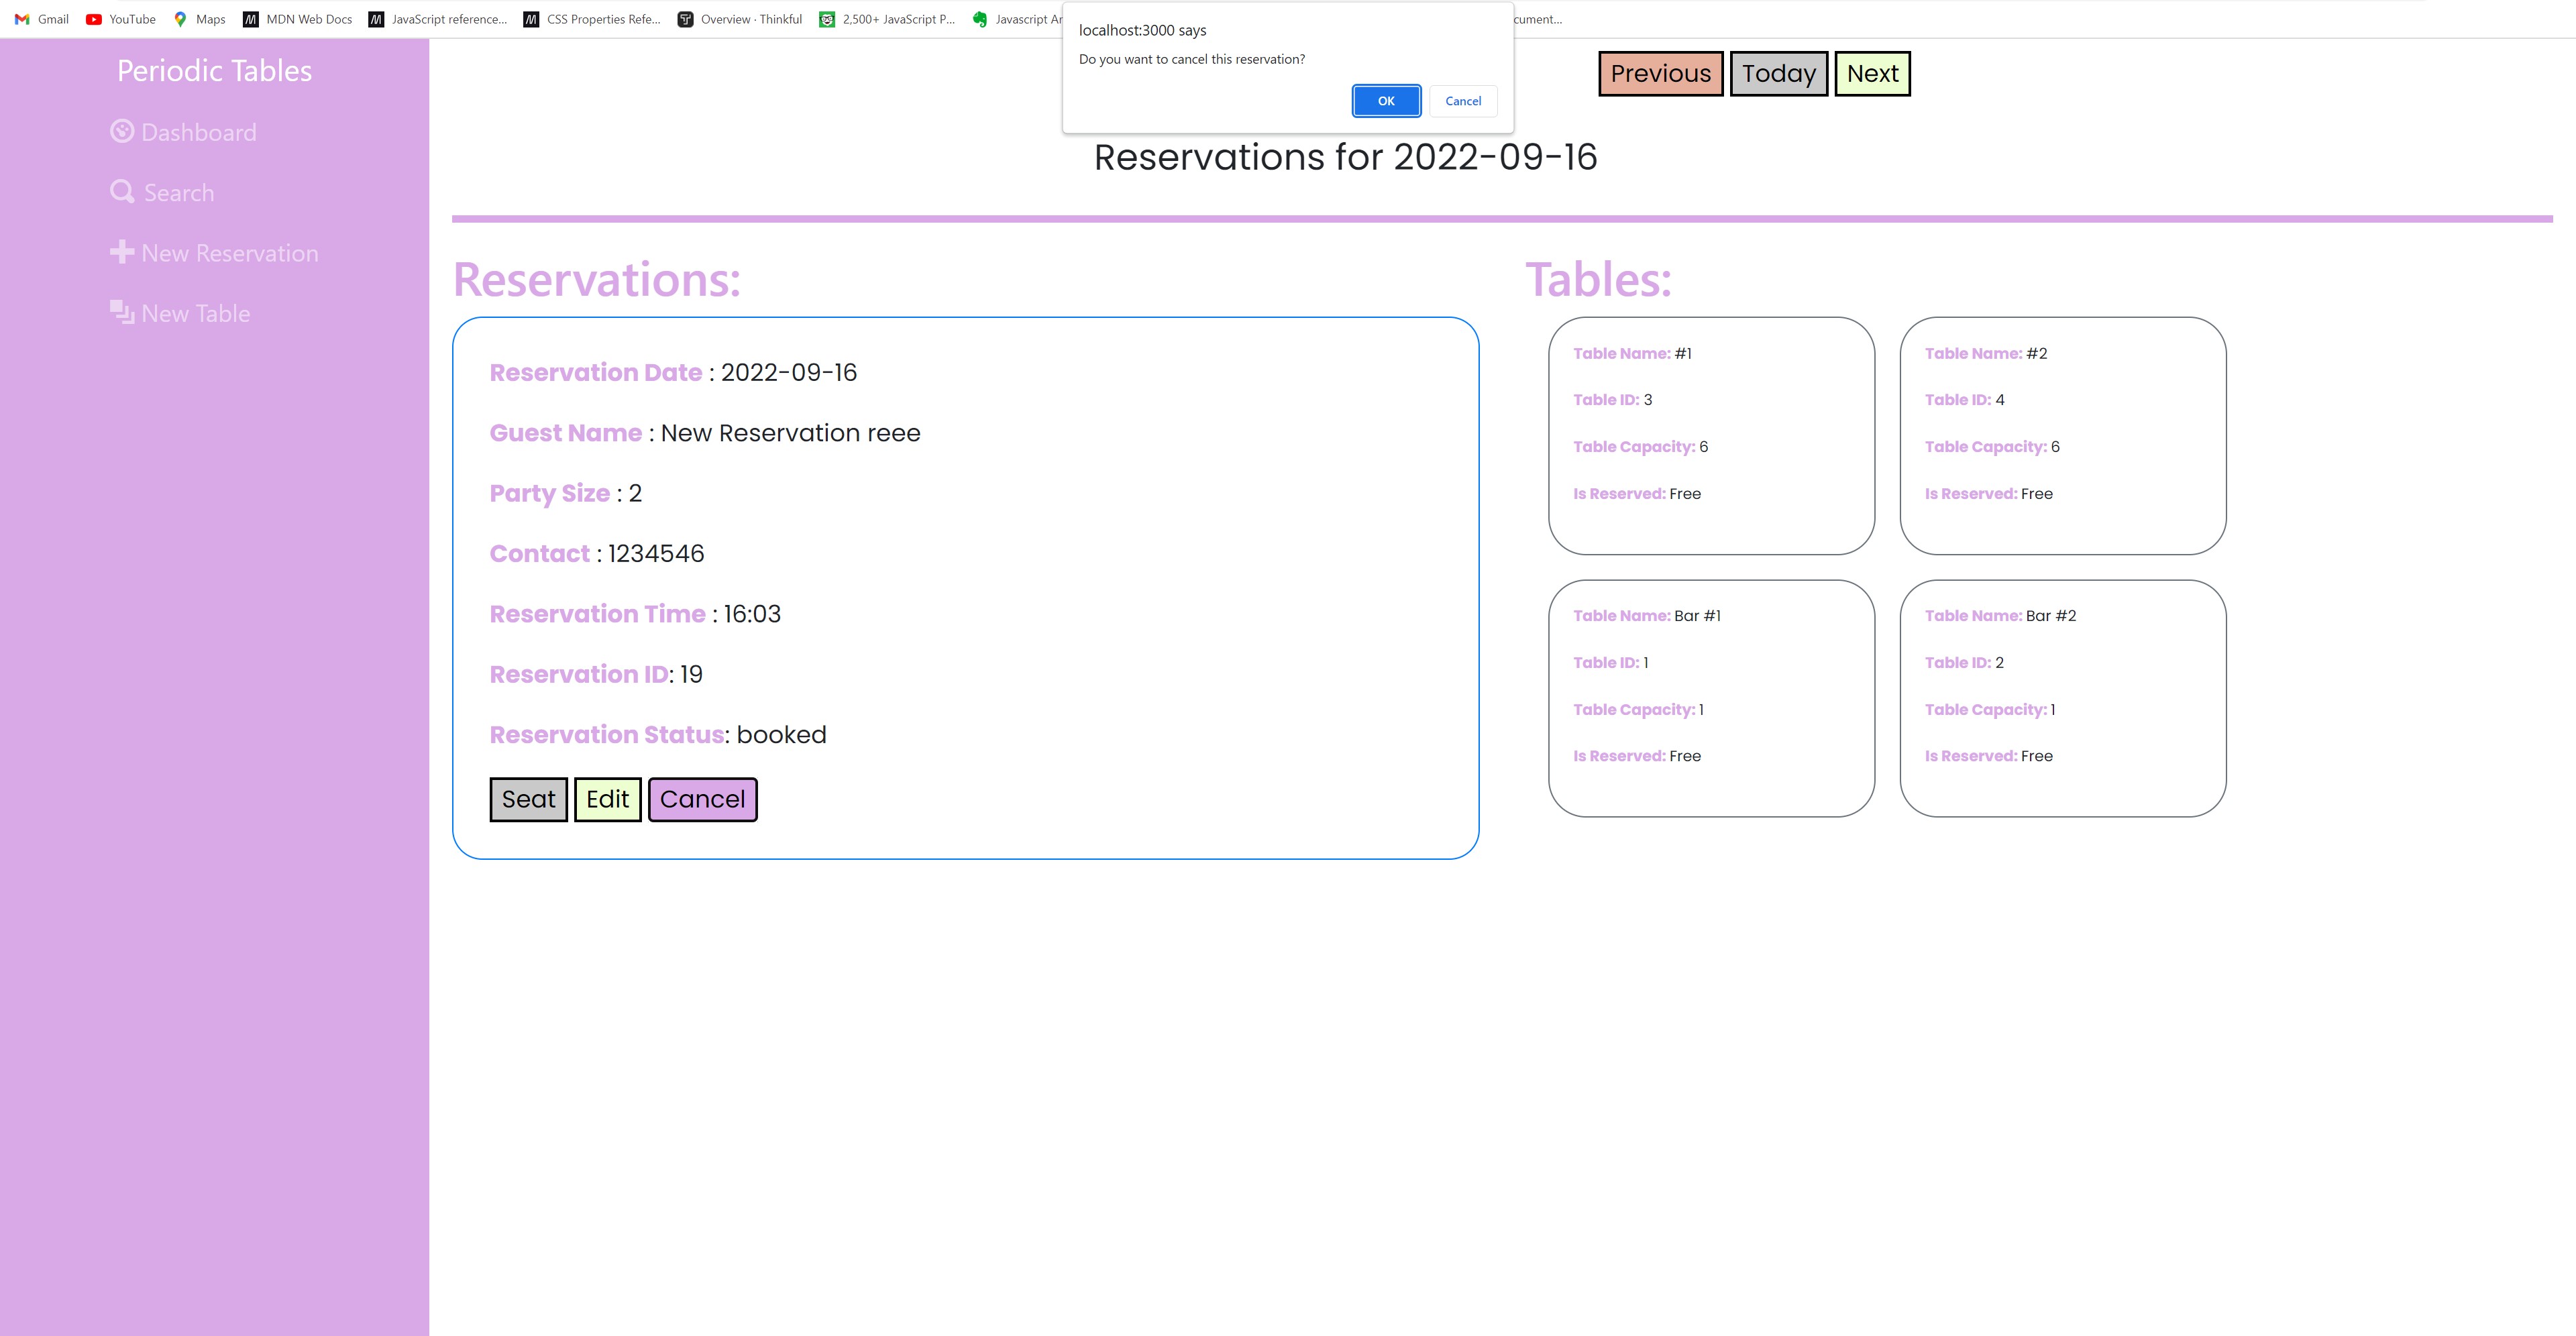 Gmail YouTube Maps MDN Web Docs JavaScript reference... CSS Properties Refe... Overview · Thinkful 2,500+ JavaScript P... Javascript Ar cument...
localhost:3000 says
Do you want to cancel this reservation?
OK Cancel
Periodic Tables
Dashboard
Search
New Reservation
New Table
Previous Today Next
Reservations for 2022-09-16
Reservations:
Reservation Date : 2022-09-16
Guest Name : New Reservation reee
Party Size : 2
Contact : 1234546
Reservation Time : 16:03
Reservation ID: 19
Reservation Status: booked
Seat Edit Cancel
Tables:
Table Name: #1
Table ID: 3
Table Capacity: 6
Is Reserved: Free
Table Name: #2
Table ID: 4
Table Capacity: 6
Is Reserved: Free
Table Name: Bar #1
Table ID: 1
Table Capacity: 1
Is Reserved: Free
Table Name: Bar #2
Table ID: 2
Table Capacity: 1
Is Reserved: Free